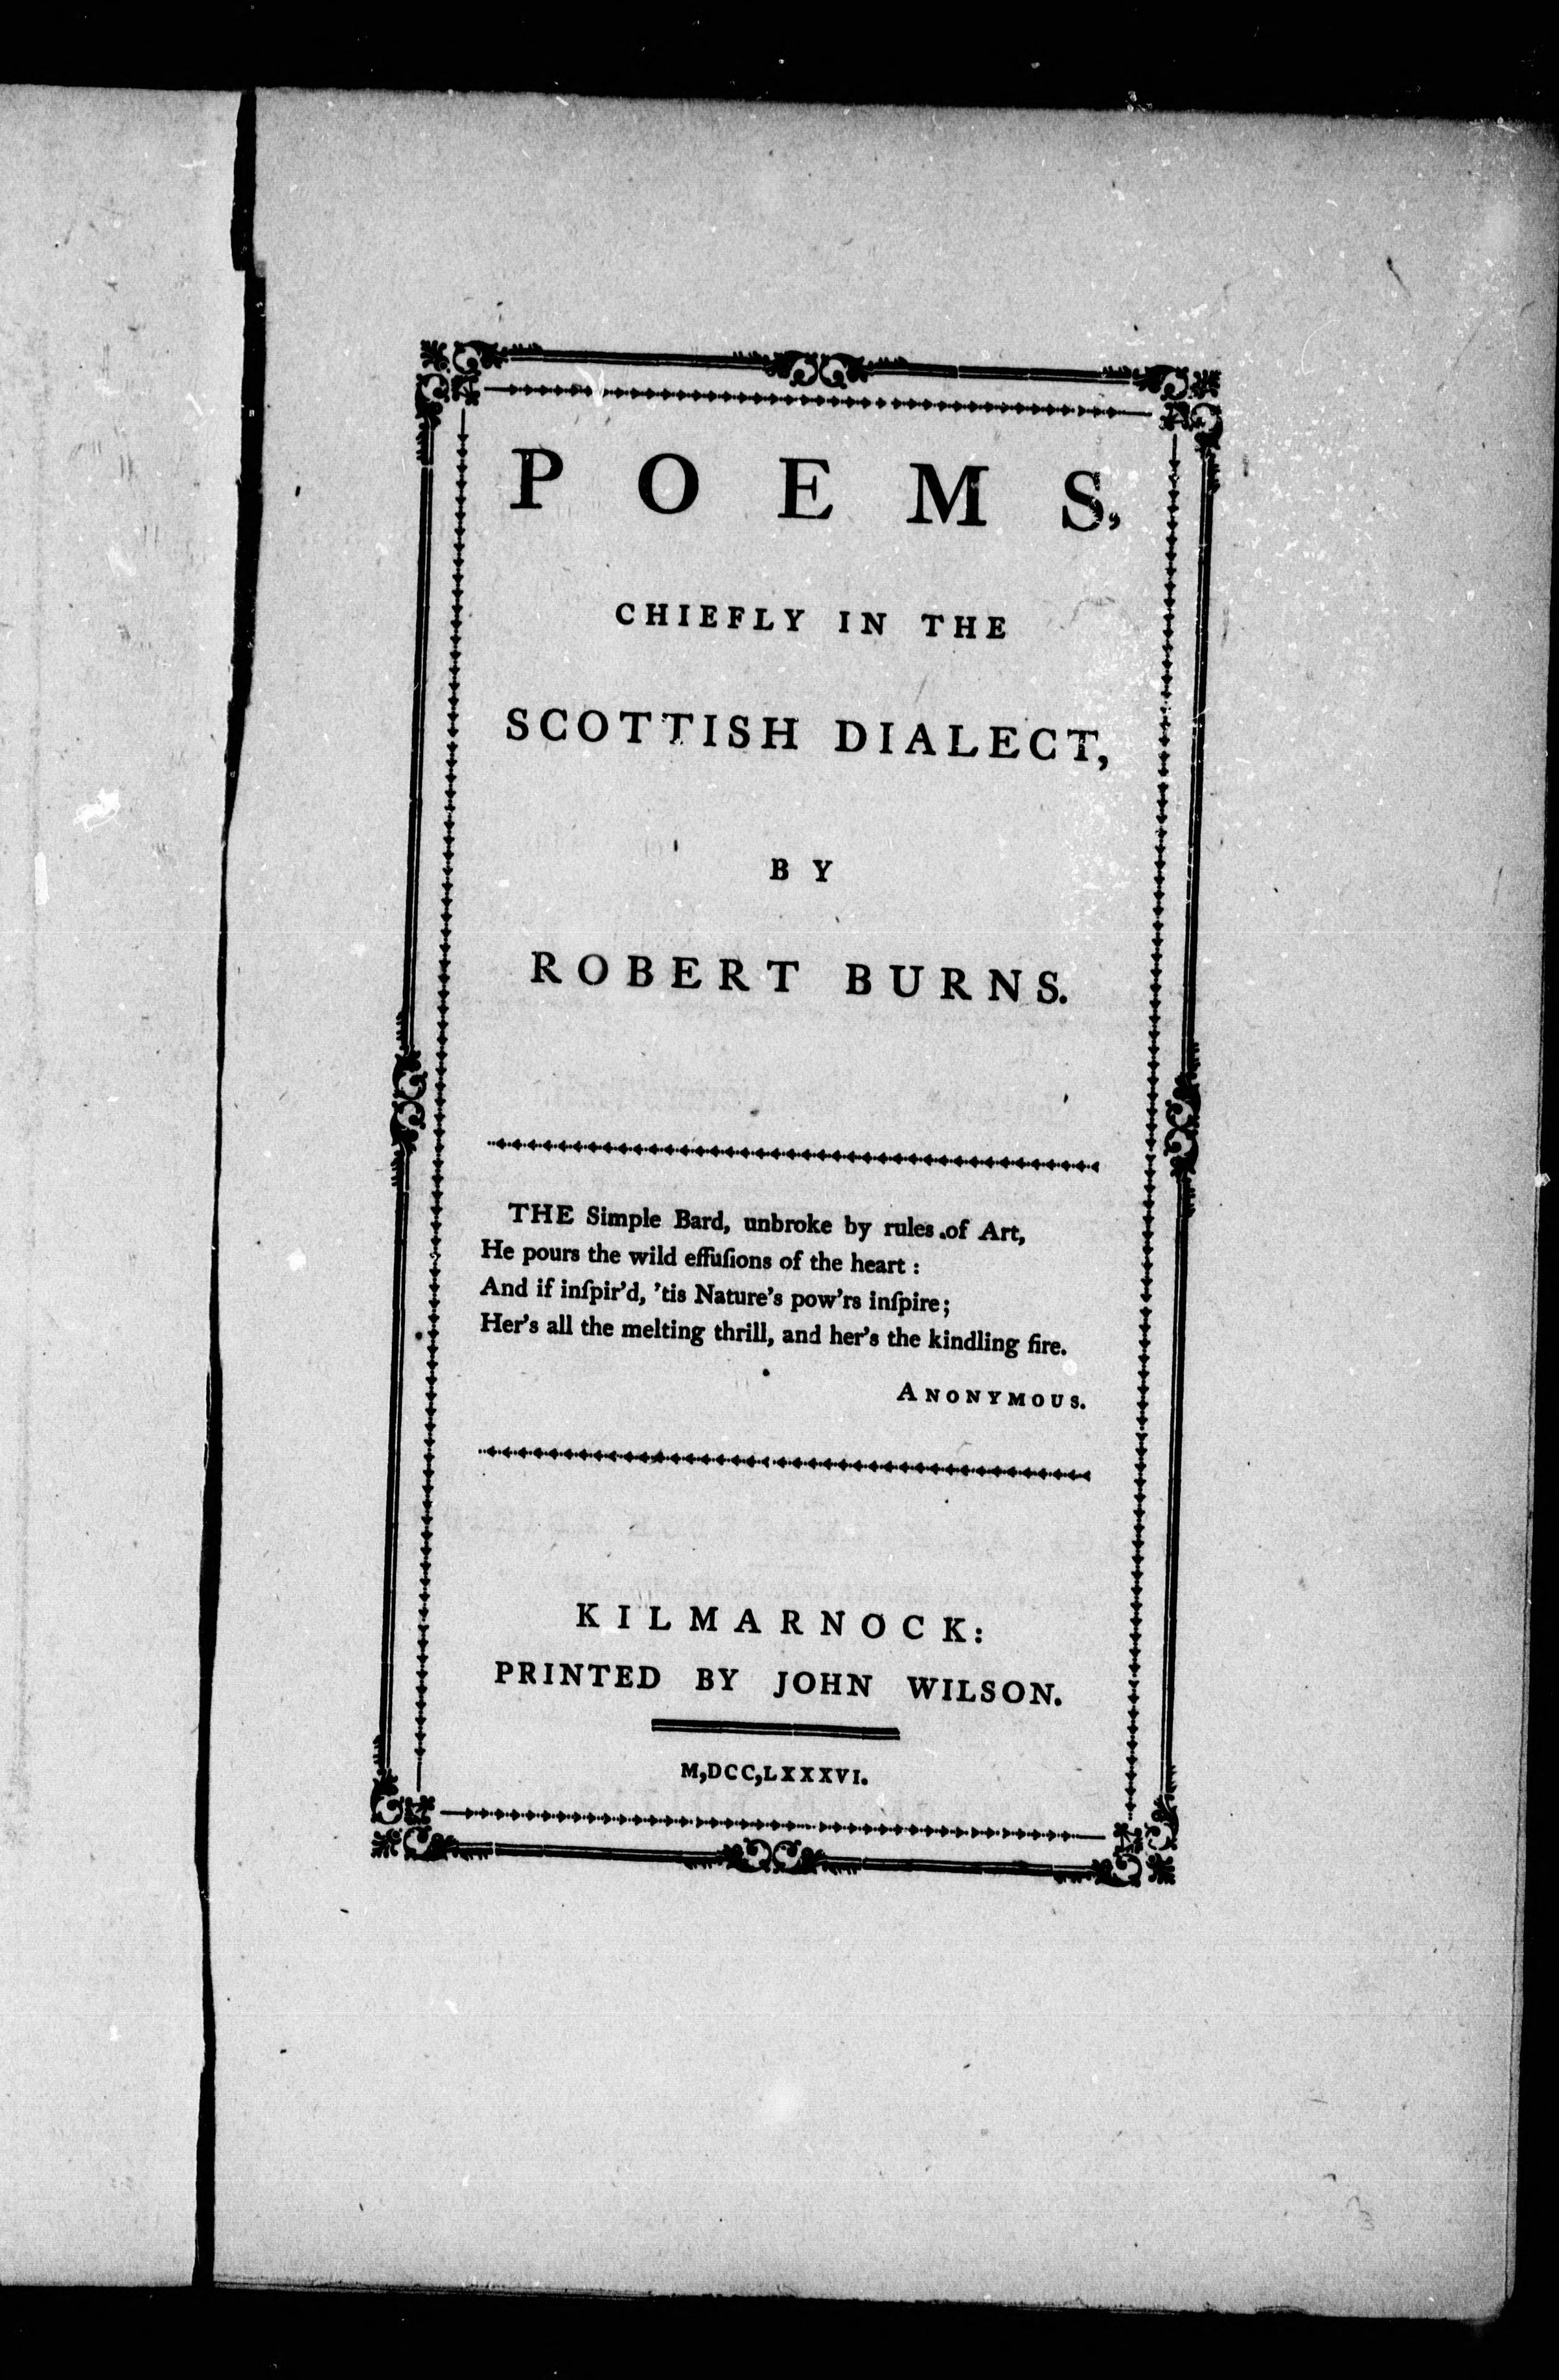 POEMS,
CHIEFLY IN THE
SCOTTISH DIALECT,
BY
ROBERT BURNS.
THE Simple Bard, unbroke by rules of Art,
He pours the wild effuſions of the heart :
And if inſpir'd, 'tis Nature's pow'rs inſpire;
Her's all the melting thrill, and her's the kindling fire.
ANONYMOUS.
KILMARNOCK:
PRINTED BY JOHN WILSON.
M,DCC,LXXXVI.